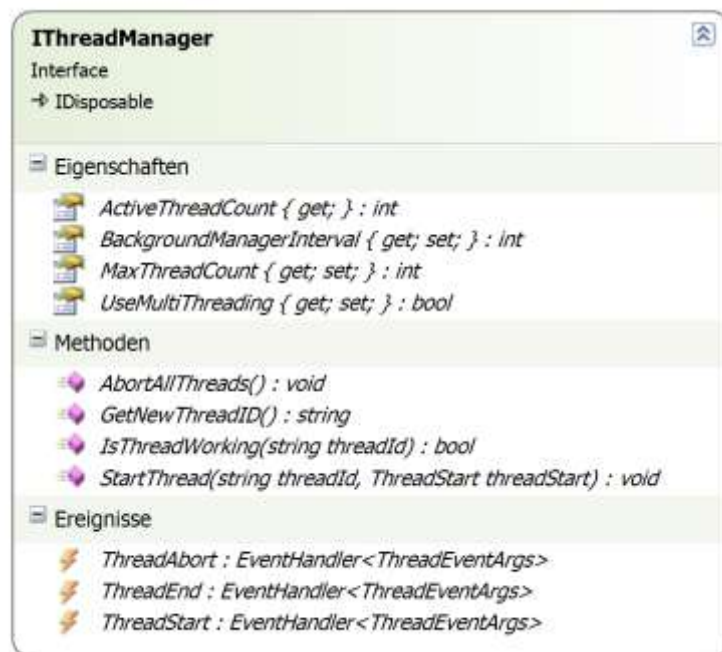 IThreadManager
Interface
IDisposable
Eigenschaften
ActiveThreadCount { get; } : int
BackgroundManagerInterval { get; set; } : int
MaxThreadCount { get; set; } : int
UseMultiThreading { get; set; } : bool
Methoden
AbortAllThreads() : void
GetNewThreadID() : string
IsThreadWorking(string threadId) : bool
StartThread(string threadId, ThreadStart threadStart) : void
Ereignisse
ThreadAbort : EventHandler<ThreadEventArgs>
ThreadEnd : EventHandler<ThreadEventArgs>
ThreadStart : EventHandler<ThreadEventArgs>